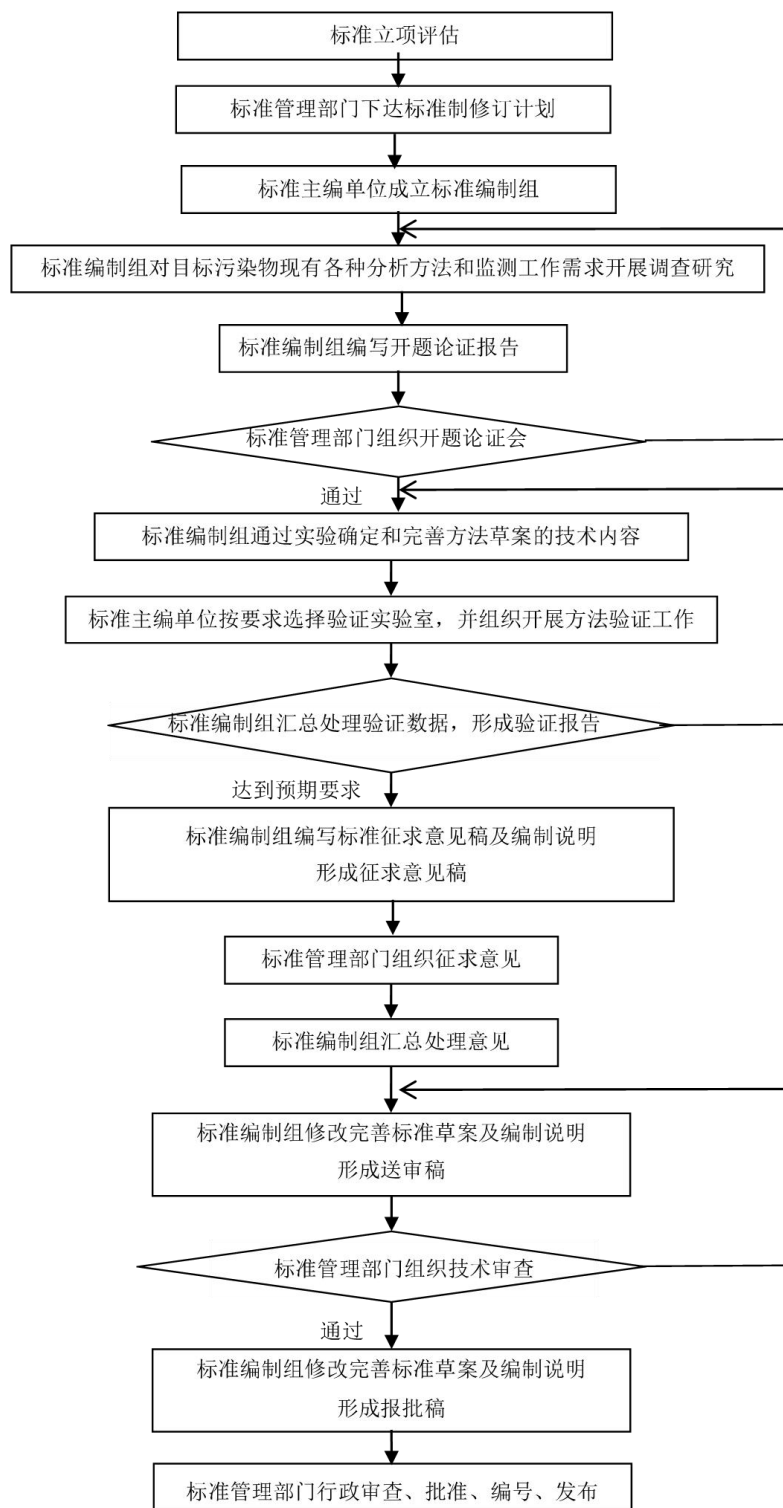 标准立项评估
标准管理部门下达标准制修订计划
标准主编单位成立标准编制组
标准编制组对目标污染物现有各种分析方法和监测工作需求开展调查研究
标准编制组编写开题论证报告
标准管理部门组织开题论证会
通过
标准编制组通过实验确定和完善方法草案的技术内容
标准主编单位按要求选择验证实验室，并组织开展方法验证工作
标准编制组汇总处理验证数据，形成验证报告
达到预期要求
标准编制组编写标准征求意见稿及编制说明
形成征求意见稿
标准管理部门组织征求意见
标准编制组汇总处理意见
标准编制组修改完善标准草案及编制说明
形成送审稿
标准管理部门组织技术审查
通过
标准编制组修改完善标准草案及编制说明
形成报批稿
标准管理部门行政审查、批准、编号、发布